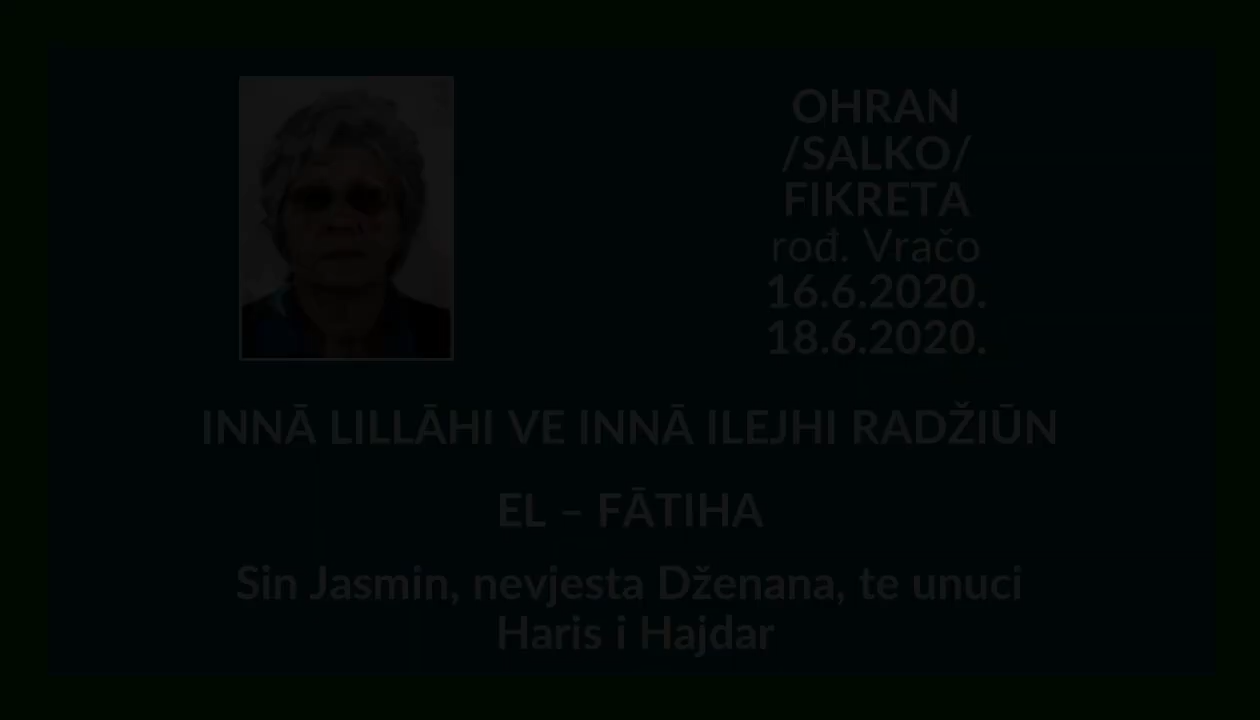 OHRAN
/SALKO/
FIKRETA
rođ. Vračo
16.6.2020.
18.6.2020.
INNĀ LILLĀHI VE INNĀ ILEJHI RADŽIŪN
EL – FĀTIHA
Sin Jasmin, nevjesta Dženana, te unuci
Haris i Hajdar